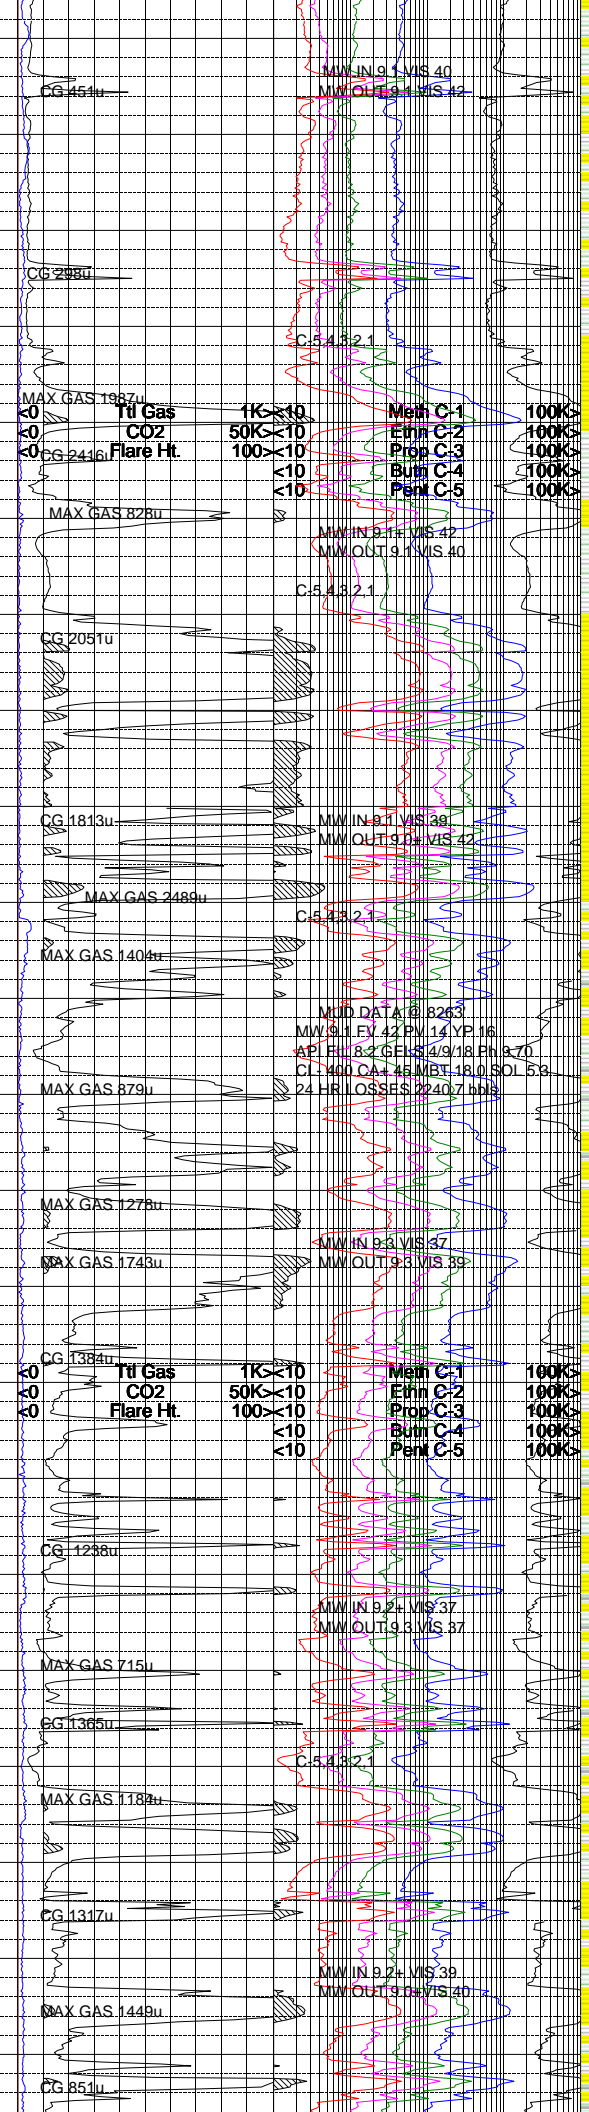 MW IN 9.1 VIS 40
CG 451u
MW OUT 9.1 VIS 42
CG 298u
C-5,4,3,2,1
MAX GAS 1987u
<0 Ttl Gas 1K><10 Meth C-1 100K>
<0 CO2 50K><10 Ethn C-2 100K>
<0 Flare Ht. 100><10 Prop C-3 100K>
CG 2416u
<10 Butn C-4 100K>
<10 Pent C-5 100K>
MAX GAS 828u
MW IN 9.1+ VIS 42
MW OUT 9.1 VIS 40
C-5,4,3,2,1
CG 2051u
CG 1813u
MW IN 9.1 VIS 39
MW OUT 9.0+ VIS 42
MAX GAS 2489u
C-5,4,3,2,1
MAX GAS 1404u
MUD DATA @ 8263'
MW 9.1 FV 42 PV 14 YP 16
API FL 8.2 GELS 4/9/18 Ph 9.70
CL- 400 CA+ 45 MBT 18.0 SOL 5.3
MAX GAS 879u
24 HR LOSSES 2240.7 bbls
MAX GAS 1278u
MW IN 9.3 VIS 37
MAX GAS 1743u
MW OUT 9.3 VIS 39
CG 1384u
<0 Ttl Gas 1K><10 Meth C-1 100K>
<0 CO2 50K><10 Ethn C-2 100K>
<0 Flare Ht. 100><10 Prop C-3 100K>
<10 Butn C-4 100K>
<10 Pent C-5 100K>
CG 1238u
MW IN 9.2+ VIS 37
MW OUT 9.3 VIS 37
MAX GAS 715u
CG 1365u
C-5,4,3,2,1
MAX GAS 1184u
CG 1317u
MW IN 9.2+ VIS 39
MW OUT 9.0+VIS 40
MAX GAS 1449u
CG 851u